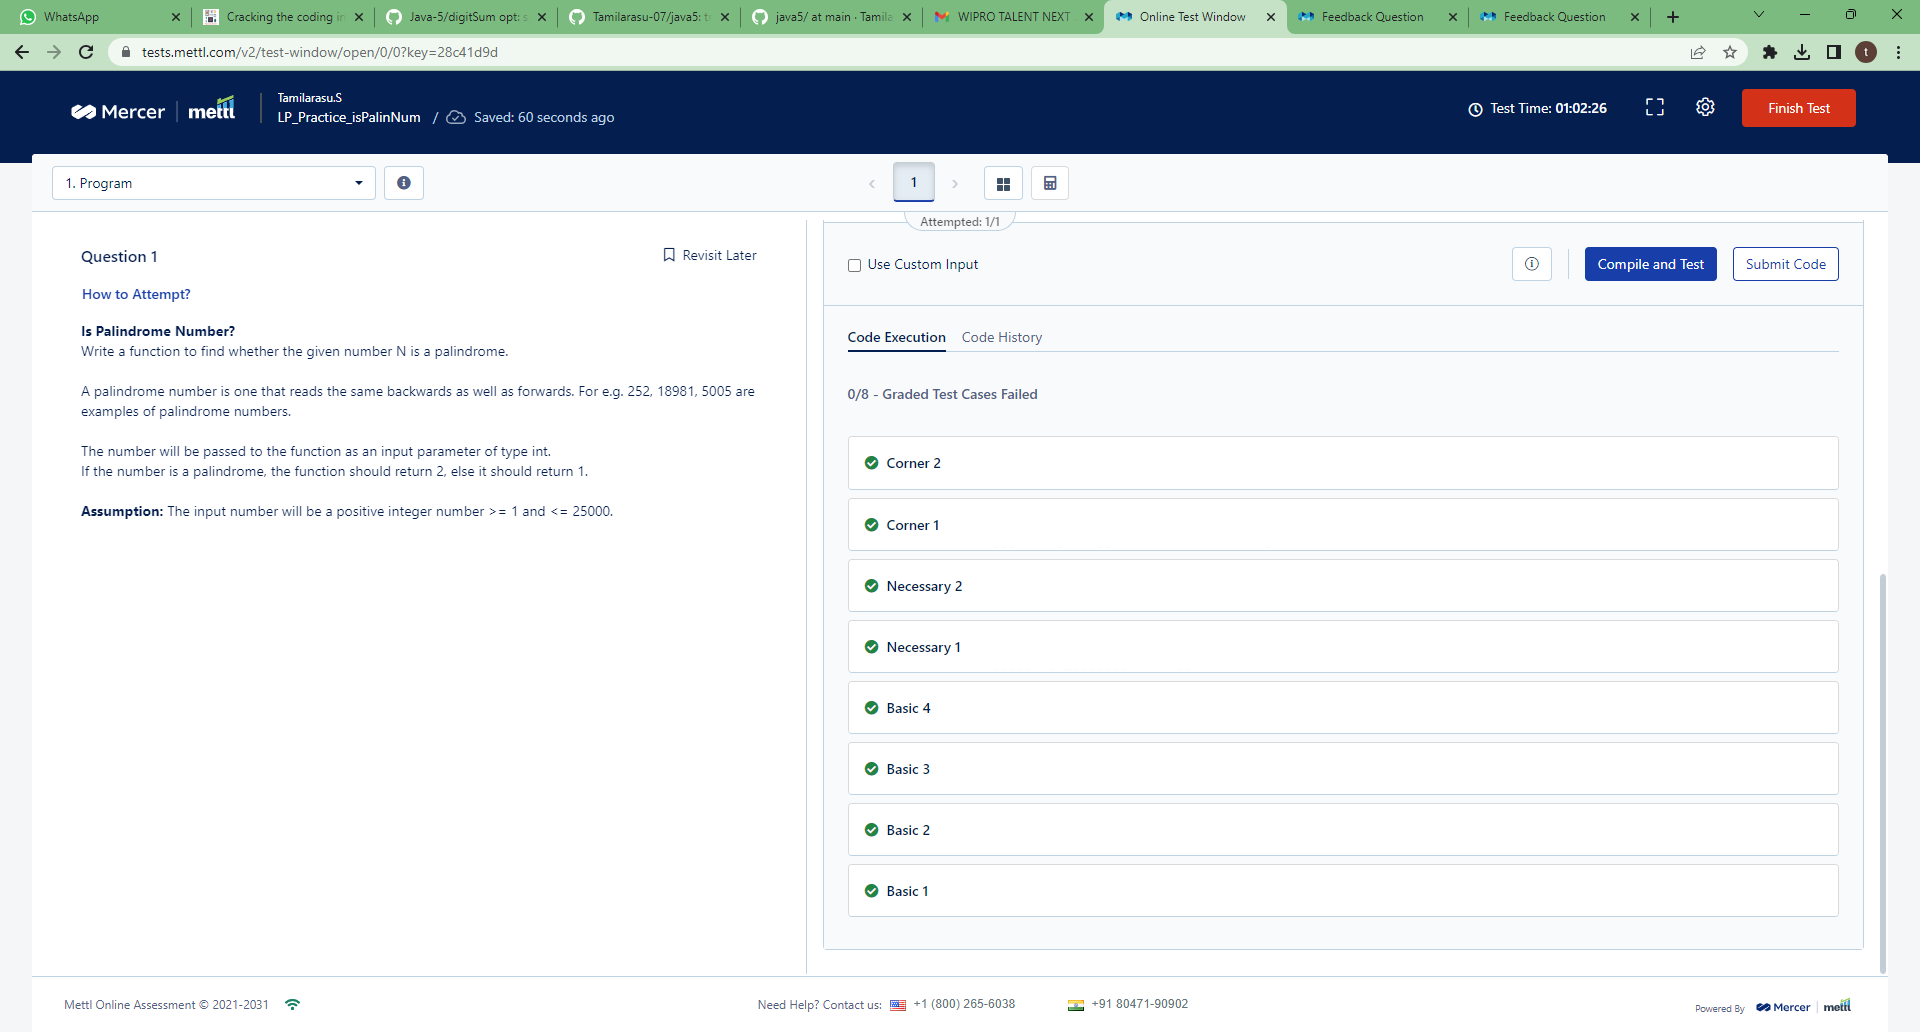 WhatsApp
Cracking the coding in
Java-5/digitSum opt: s
Tamilarasu-07/java5: t
java5/ at main · Tamila
WIPRO TALENT NEXT
Online Test Window
Feedback Question
Feedback Question
tests.mettl.com/v2/test-window/open/0/0?key=28c41d9d
t
Mercer mettl
Tamilarasu.S
LP_Practice_isPalinNum / Saved: 60 seconds ago
Test Time: 01:02:26
Finish Test
1. Program
1
Attempted: 1/1
Question 1
Revisit Later
How to Attempt?
Is Palindrome Number?
Write a function to find whether the given number N is a palindrome.
A palindrome number is one that reads the same backwards as well as forwards. For e.g. 252, 18981, 5005 are
examples of palindrome numbers.
The number will be passed to the function as an input parameter of type int.
If the number is a palindrome, the function should return 2, else it should return 1.
Assumption: The input number will be a positive integer number >= 1 and <= 25000.
Use Custom Input
Compile and Test
Submit Code
Code Execution
Code History
0/8 - Graded Test Cases Failed
Corner 2
Corner 1
Necessary 2
Necessary 1
Basic 4
Basic 3
Basic 2
Basic 1
Mettl Online Assessment © 2021-2031
Need Help? Contact us: +1 (800) 265-6038
+91 80471-90902
Powered By Mercer mettl